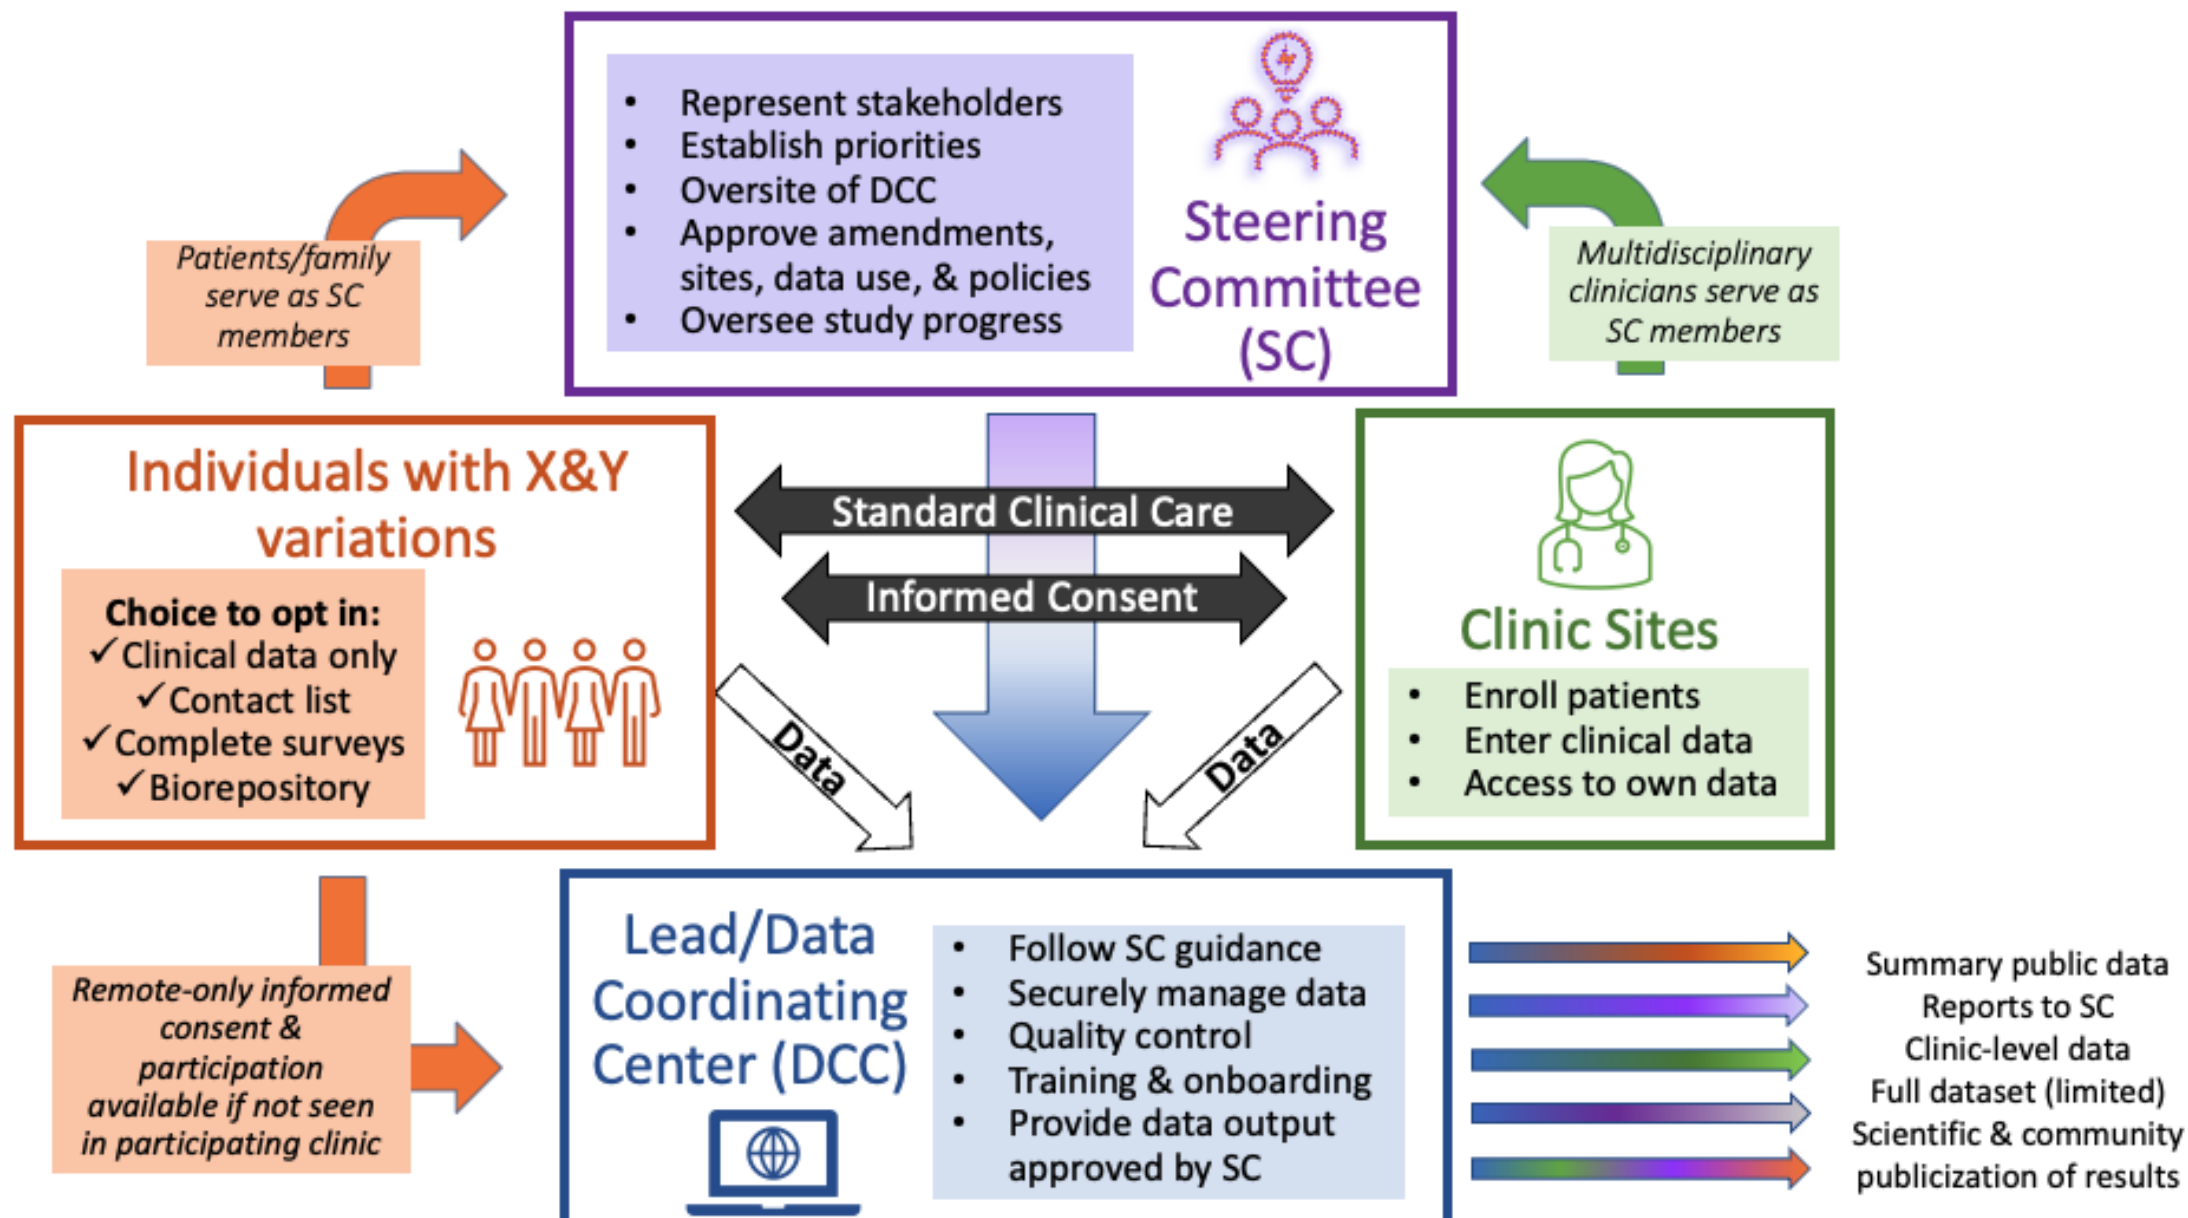 • Represent stakeholders
• Establish priorities
• Oversite of DCC
• Approve amendments,
sites, data use, & policies
• Oversee study progress
Steering
Committee
(SC)
Patients/family
serve as SC
members
Multidisciplinary
clinicians serve as
SC members
Individuals with X&Y
variations
Choice to opt in:
✓Clinical data only
✓Contact list
✓Complete surveys
✓Biorepository
Standard Clinical Care
Informed Consent
Data
Data
Clinic Sites
• Enroll patients
• Enter clinical data
• Access to own data
Remote-only informed
consent &
participation
available if not seen
in participating clinic
Lead/Data
Coordinating
Center (DCC)
• Follow SC guidance
• Securely manage data
• Quality control
• Training & onboarding
• Provide data output
approved by SC
Summary public data
Reports to SC
Clinic-level data
Full dataset (limited)
Scientific & community
publicization of results